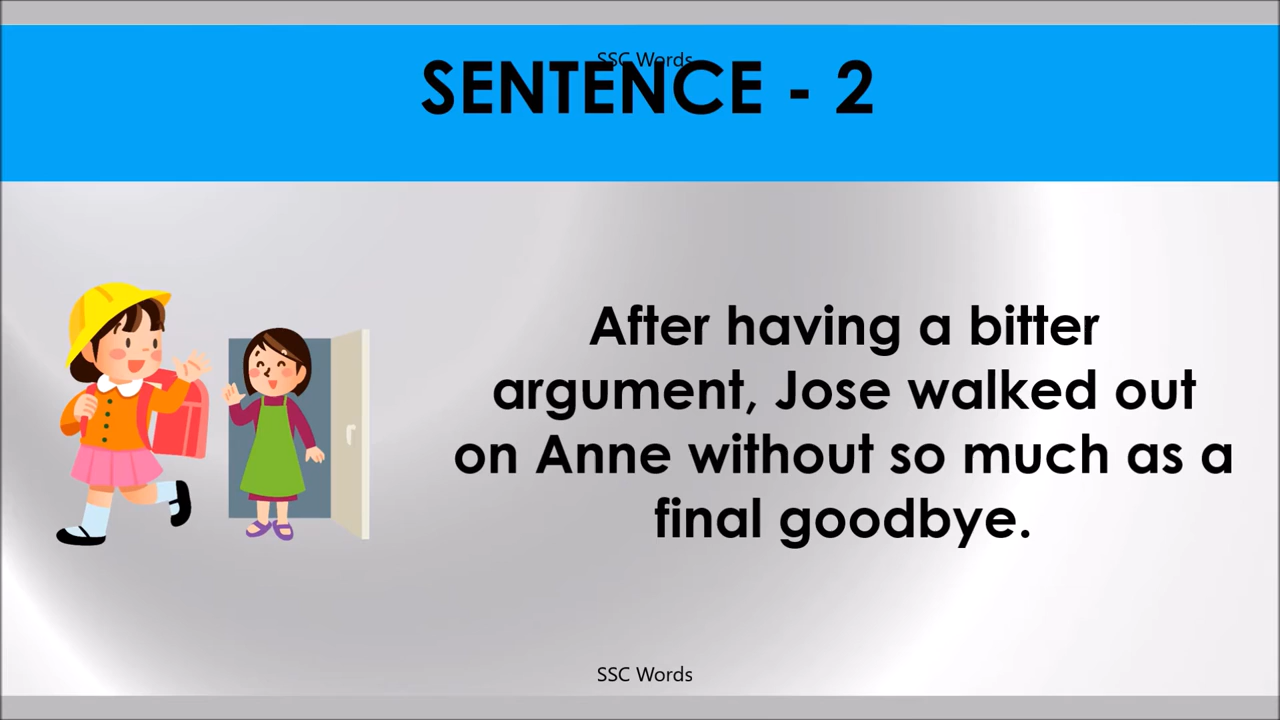 SSC Words
SENTENCE - 2
After having a bitter
argument, Jose walked out
on Anne without so much as a
final goodbye.
SSC Words